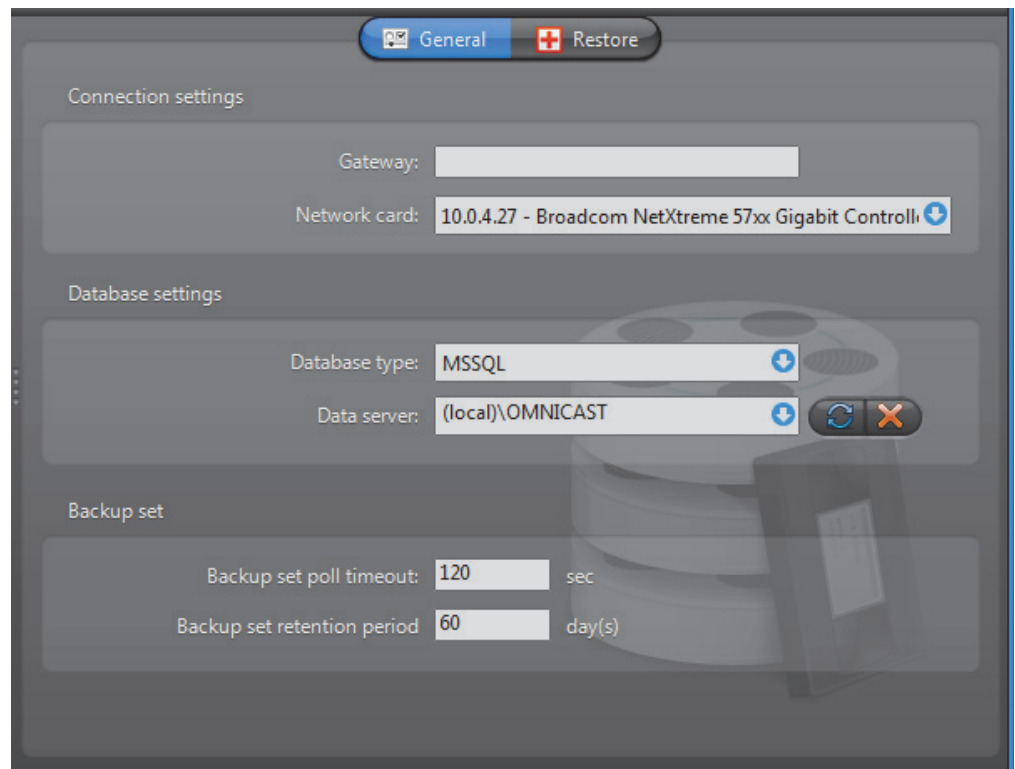 General Restore
Connection settings
Gateway:
Network card: 10.0.4.27 - Broadcom NetXtreme 57xx Gigabit Controll
Database settings
Database type: MSSQL
Data server: (local)\OMNICAST
Backup set
Backup set poll timeout: 120 sec
Backup set retention period 60 day(s)